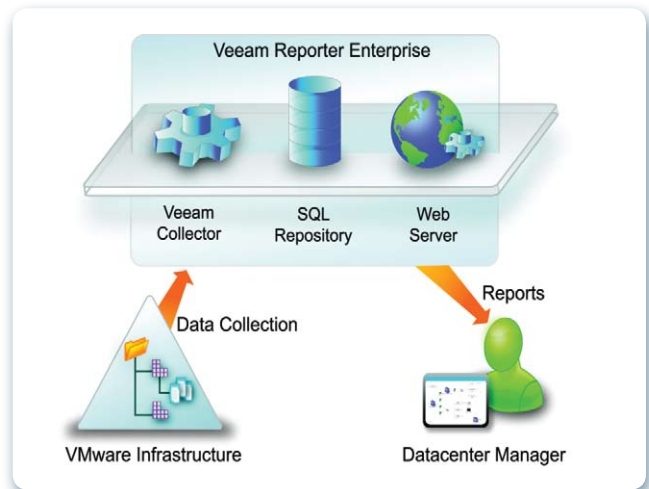 Veeam Reporter Enterprise
Veeam
Collector
SQL
Repository
Web
Server
Reports
Data Collection
VMware Infrastructure
Datacenter Manager